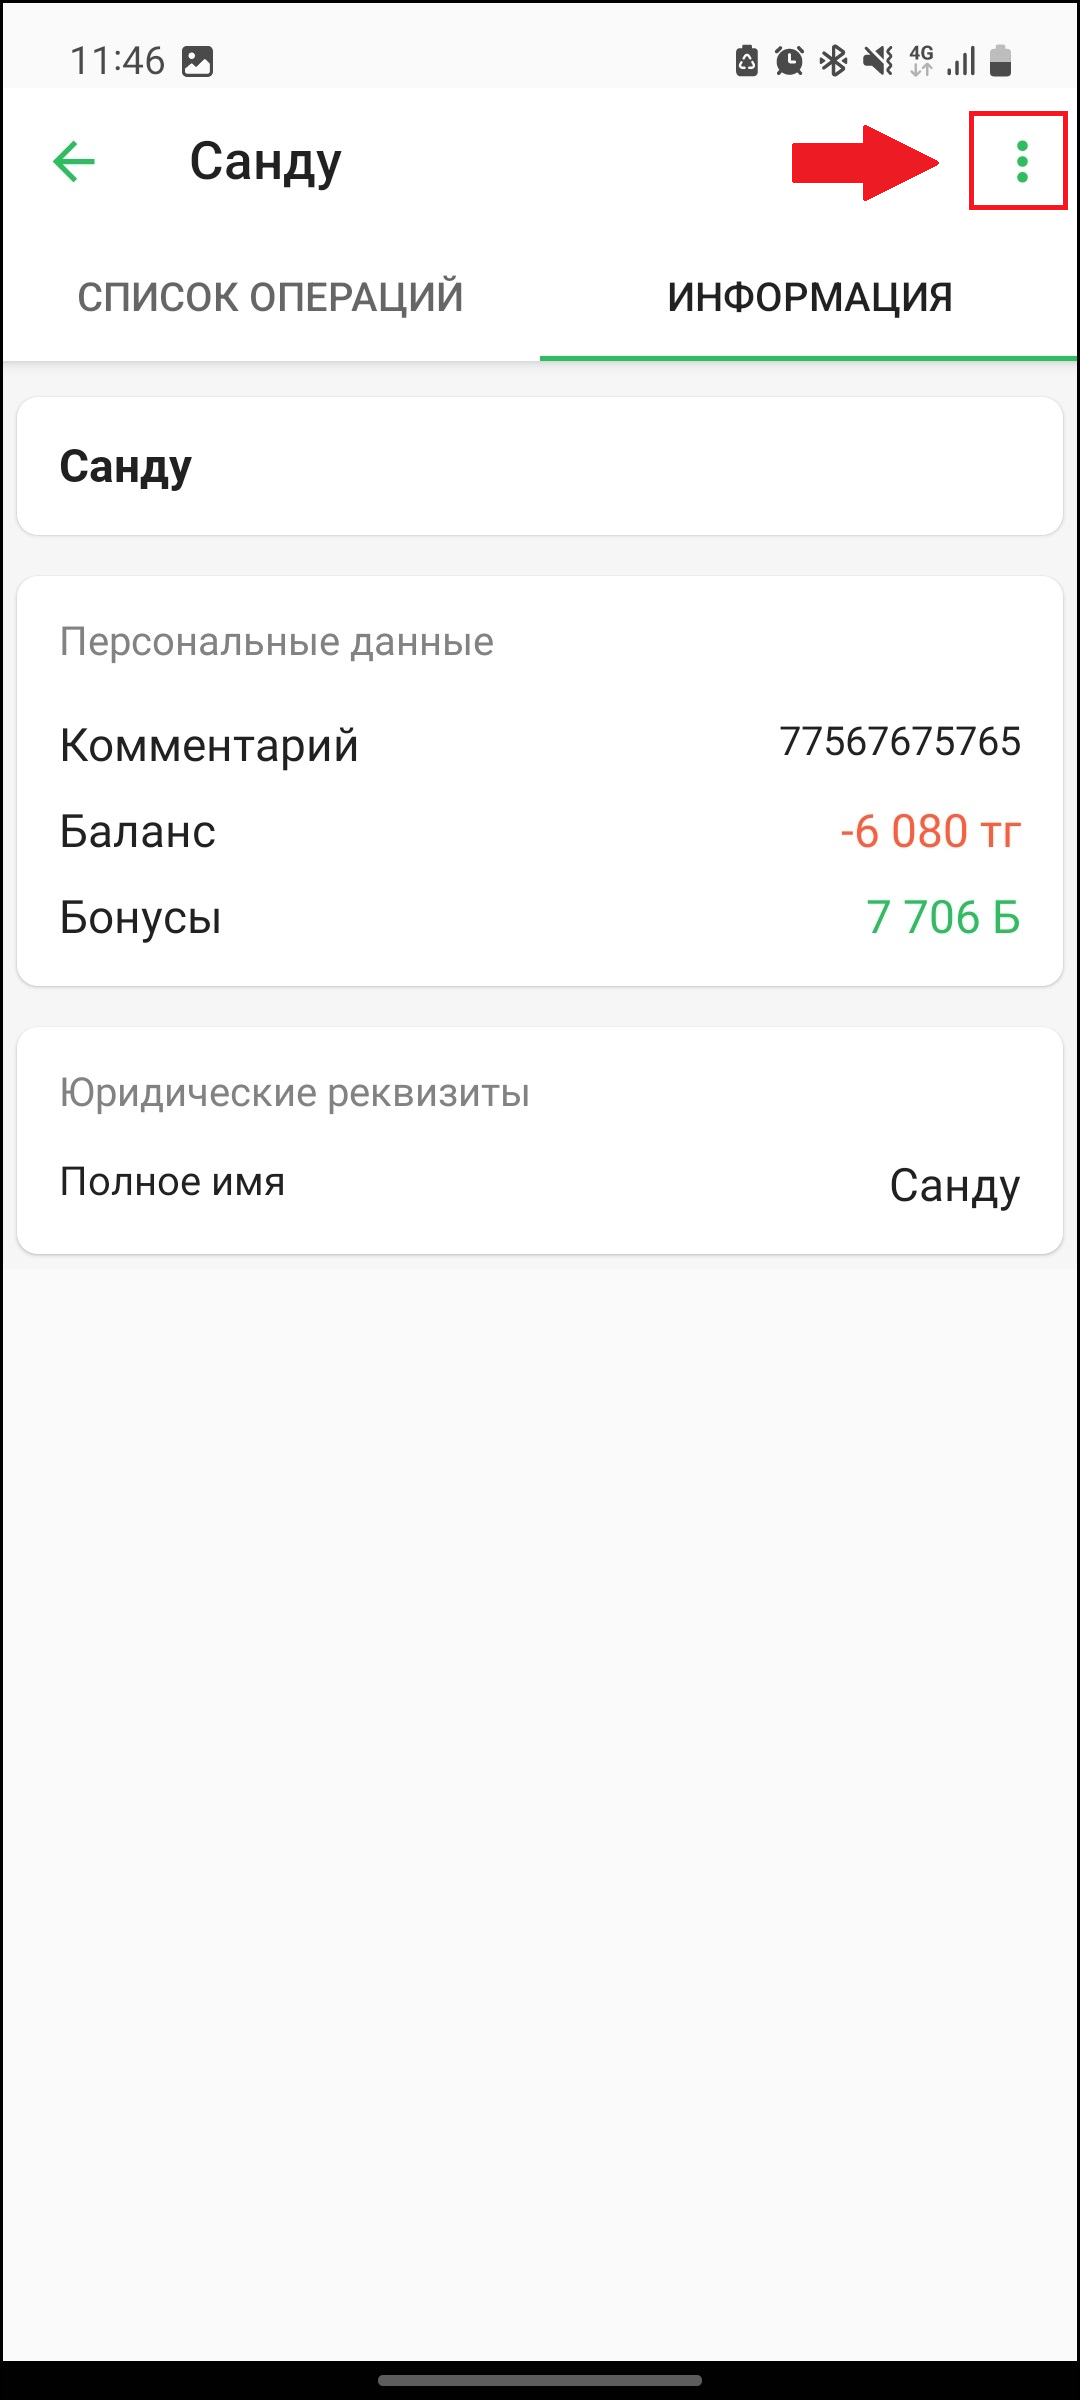 11:46
4G
Санду
СПИСОК ОПЕРАЦИЙ
ИНФОРМАЦИЯ
Санду
Персональные данные
Комментарий 77567675765
Баланс -6 080 тг
Бонусы 7 706 Б
Юридические реквизиты
Полное имя Санду